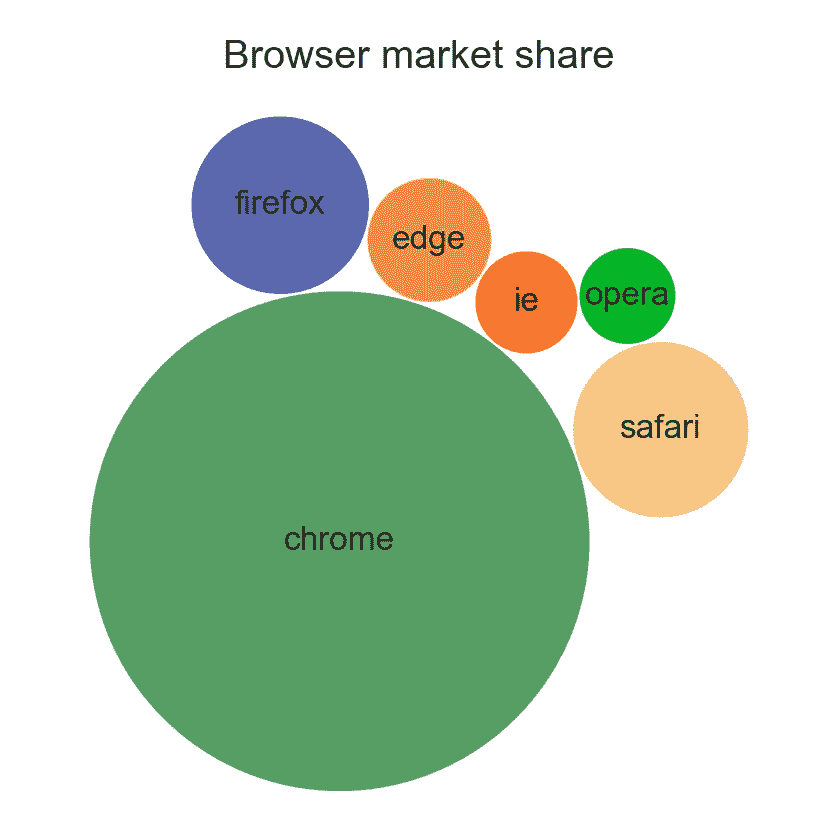 Browser market share
firefox
edge
ie
opera
safari
chrome